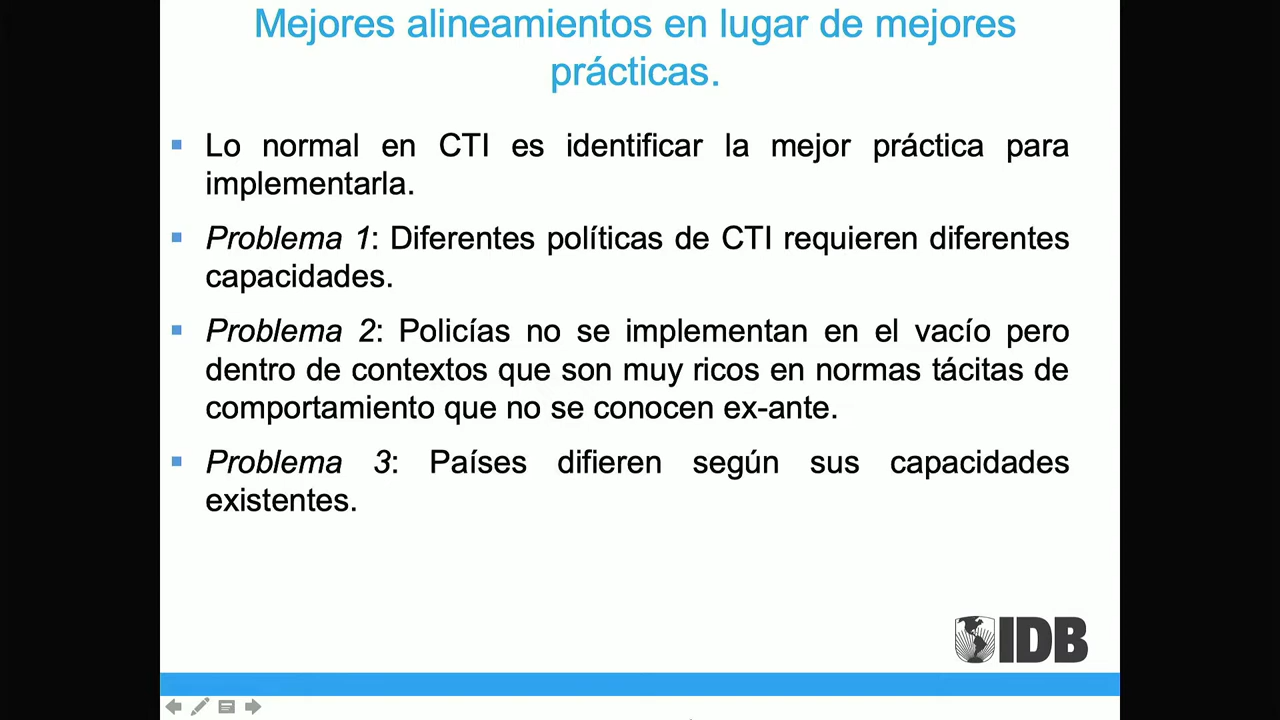 Mejores alineamientos en lugar de mejores
prácticas.
Lo normal en CTI es identificar la mejor práctica para
implementarla.
Problema 1: Diferentes políticas de CTI requieren diferentes
capacidades.
Problema 2: Policías no se implementan en el vacío pero
dentro de contextos que son muy ricos en normas tácitas de
comportamiento que no se conocen ex-ante.
Problema 3: Países difieren según sus capacidades
existentes.
IDB